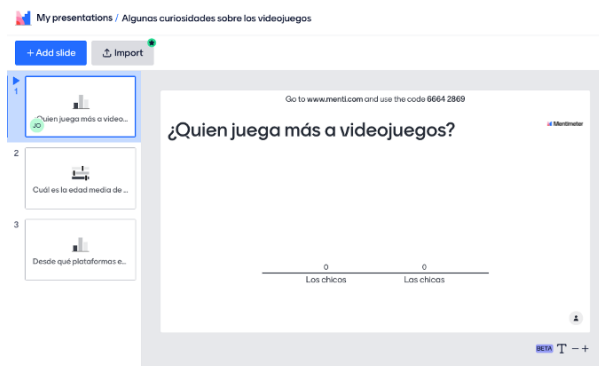 My presentations / Algunas curiosidades sobre los videojuegos
+ Add slide
Import
1
¿Quien juega más a video...
JO
2
Cuál es la edad media de ...
3
Desde qué plataformas e...
Go to www.menti.com and use the code 6664 2869
¿Quien juega más a videojuegos?
Mentimeter
0
0
Los chicos
Las chicas
BETA T − +